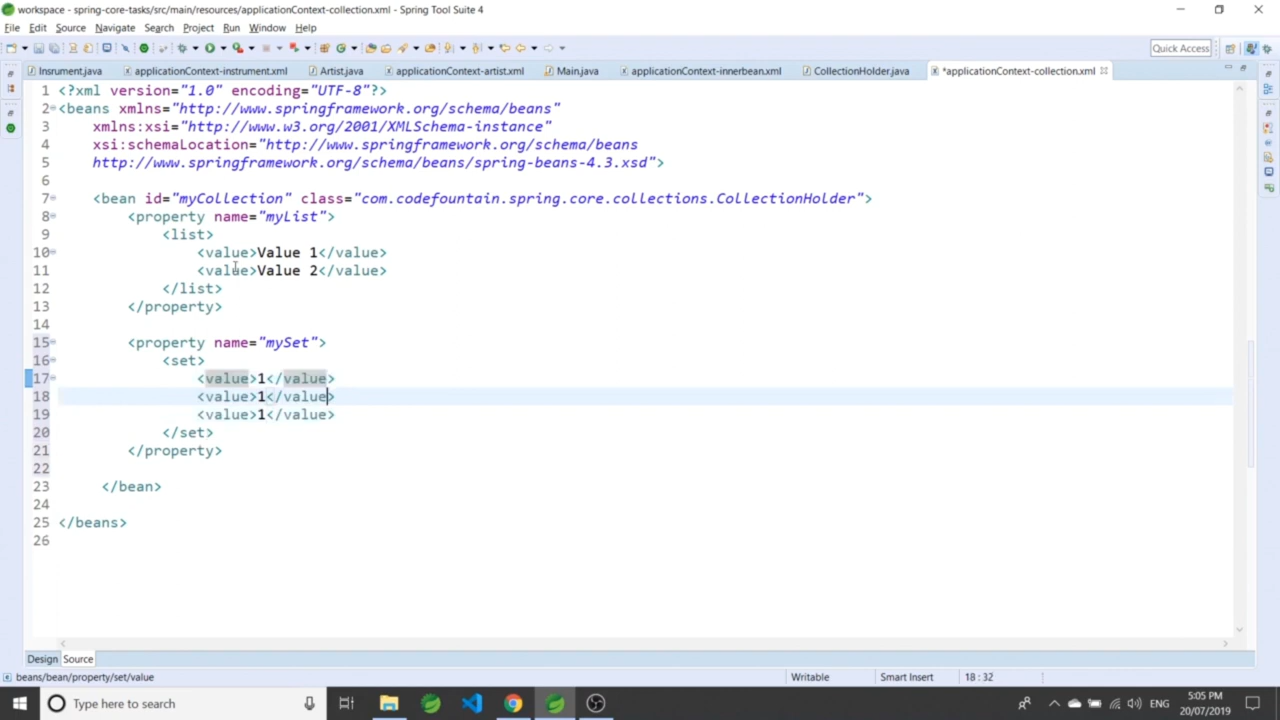 workspace - spring-core-tasks/src/main/resources/applicationContext-collection.xml - Spring Tool Suite 4
File Edit Source Navigate Search Project Run Window Help
Quick Access
Insrument.java applicationContext-instrument.xml Artist.java applicationContext-artist.xml Main.java applicationContext-innerbean.xml CollectionHolder.java *applicationContext-collection.xml
1 <?xml version="1.0" encoding="UTF-8"?>
2 <beans xmlns="http://www.springframework.org/schema/beans"
3 xmlns:xsi="http://www.w3.org/2001/XMLSchema-instance"
4 xsi:schemaLocation="http://www.springframework.org/schema/beans
5 http://www.springframework.org/schema/beans/spring-beans-4.3.xsd">
6
7 <bean id="myCollection" class="com.codefountain.spring.core.collections.CollectionHolder">
8 <property name="myList">
9 <list>
10 <value>Value 1</value>
11 <value>Value 2</value>
12 </list>
13 </property>
14
15 <property name="mySet">
16 <set>
17 <value>1</value>
18 <value>1</value>
19 <value>1</value>
20 </set>
21 </property>
22
23 </bean>
24
25 </beans>
26
Design Source
beans/bean/property/set/value Writable Smart Insert 18 : 32
Type here to search
ENG
5:05 PM
20/07/2019